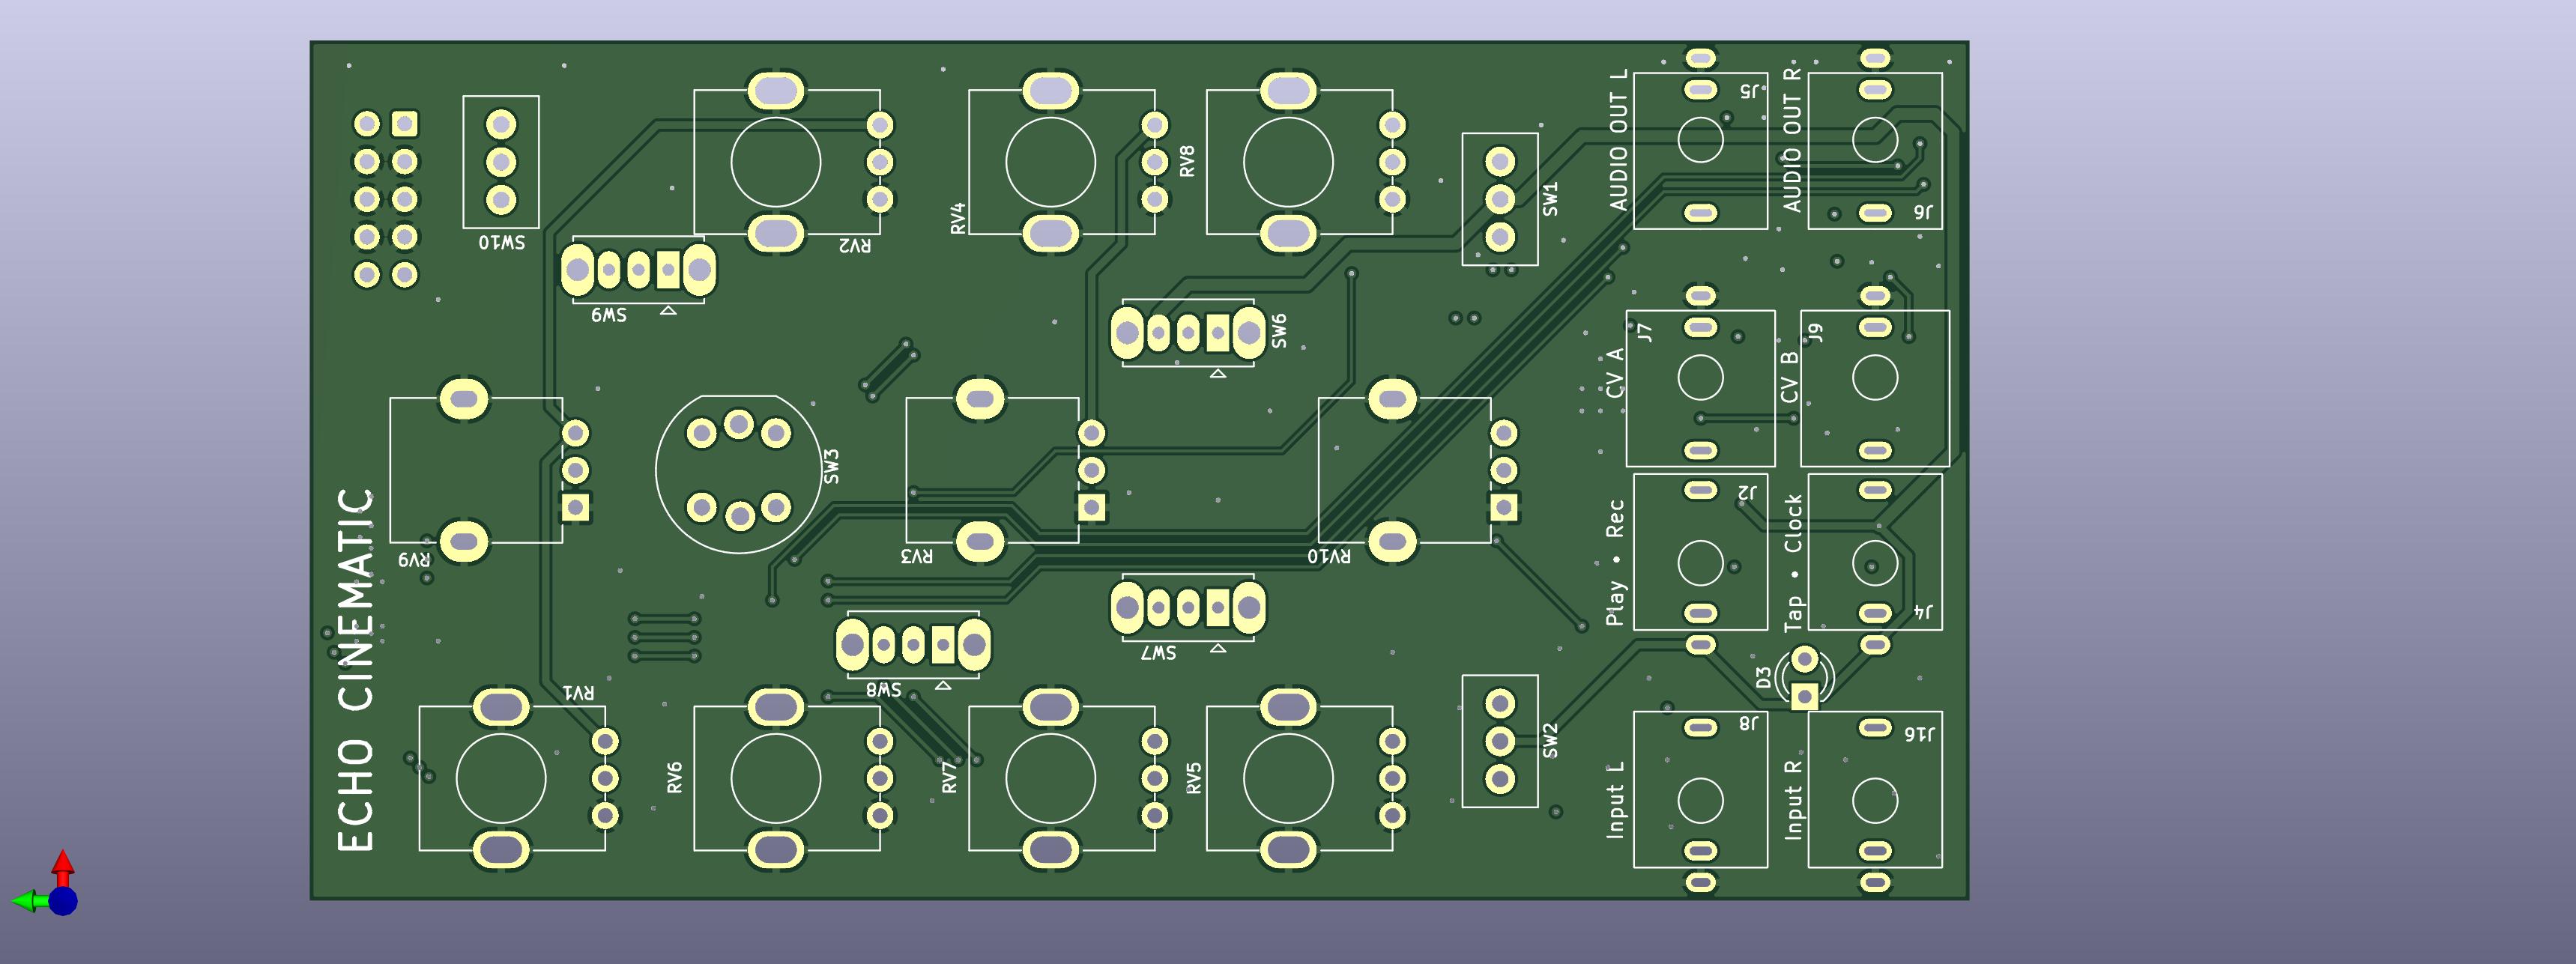 AUDIO OUT L
J5
AUDIO OUT R
J6
SW10
RV2
RV4
RV8
SW1
SW9
SW6
CV A
J7
CV B
J9
SW3
RV9
RV3
RV10
Play • Rec
J2
Tap • Clock
J4
ECHO CINEMATIC
SW7
SW8
RV1
D3
RV6
RV7
RV5
SW2
Input L
J8
Input R
J16